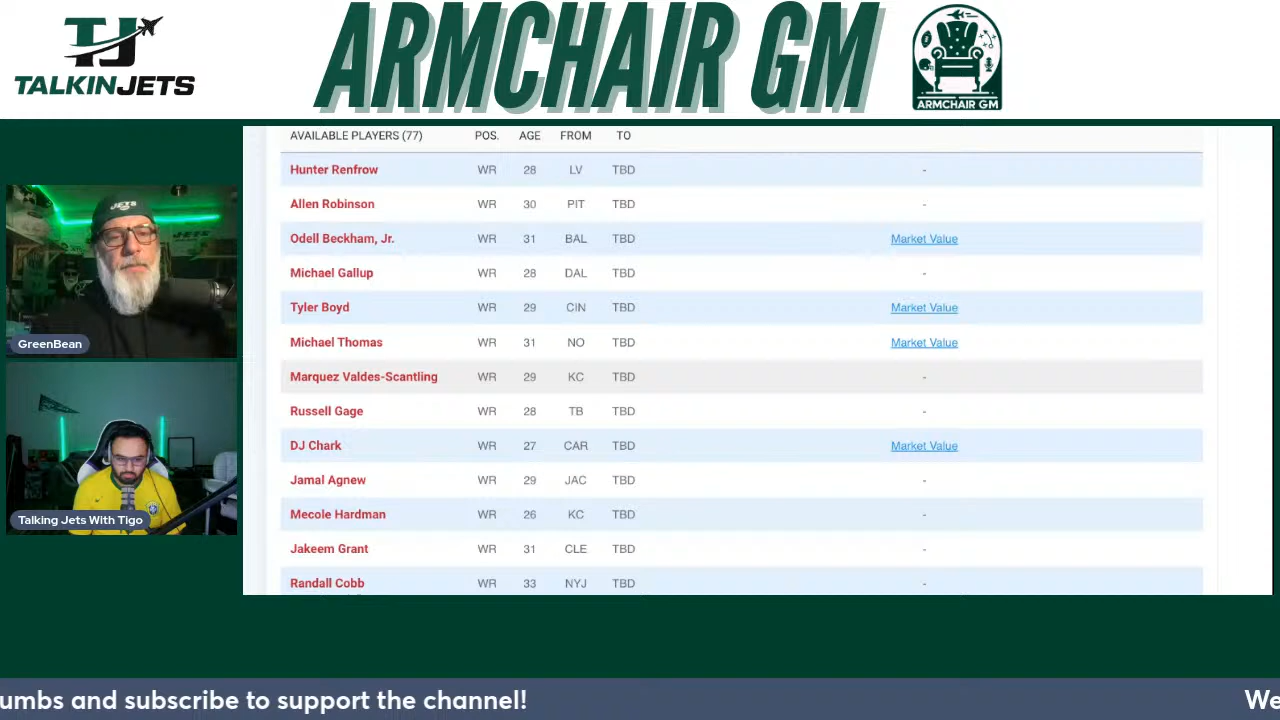 TJ
TALKINJETS
ARMCHAIR GM
ARMCHAIR GM
AVAILABLE PLAYERS (77) POS. AGE FROM TO
Hunter Renfrow WR 28 LV TBD -
Allen Robinson WR 30 PIT TBD -
Odell Beckham, Jr. WR 31 BAL TBD Market Value
Michael Gallup WR 28 DAL TBD -
Tyler Boyd WR 29 CIN TBD Market Value
Michael Thomas WR 31 NO TBD Market Value
Marquez Valdes-Scantling WR 29 KC TBD -
Russell Gage WR 28 TB TBD -
DJ Chark WR 27 CAR TBD Market Value
Jamal Agnew WR 29 JAC TBD -
Mecole Hardman WR 26 KC TBD -
Jakeem Grant WR 31 CLE TBD -
Randall Cobb WR 33 NYJ TBD -
JETS
GreenBean
Talking Jets With Tigo
umbs and subscribe to support the channel! We